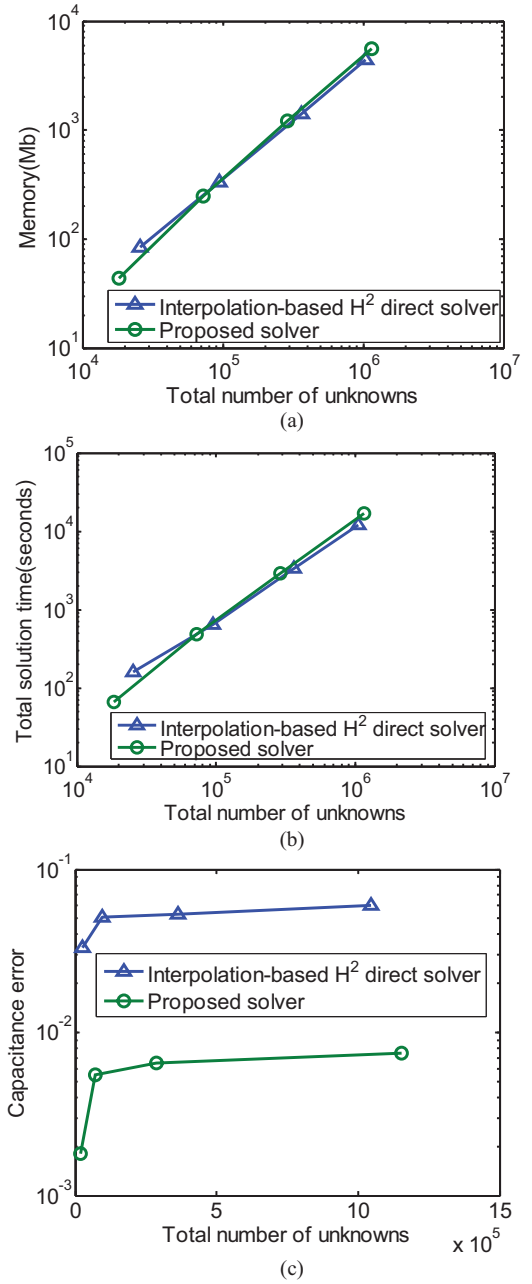 10^4
10^3
10^2
10^1
Memory(Mb)
Interpolation-based H^2 direct solver
Proposed solver
10^4 10^5 10^6 10^7
Total number of unknowns
(a)
10^5
10^4
10^3
10^2
10^1
Total solution time(seconds)
Interpolation-based H^2 direct solver
Proposed solver
10^4 10^5 10^6 10^7
Total number of unknowns
(b)
10^-1
10^-2
10^-3
Capacitance error
Interpolation-based H^2 direct solver
Proposed solver
0 5 10 15
Total number of unknowns
x 10^5
(c)